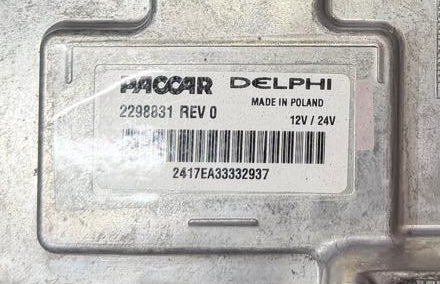 PACCAR DELPHI
MADE IN POLAND
2298831 REV 0
12V / 24V
2417EA33332937